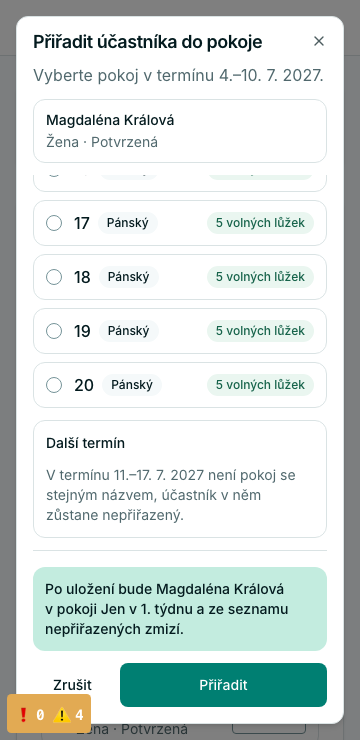 Přiřadit účastníka do pokoje
Vyberte pokoj v termínu 4.–10. 7. 2027.
Magdaléna Králová
Žena · Potvrzená
17 Pánský 5 volných lůžek
18 Pánský 5 volných lůžek
19 Pánský 5 volných lůžek
20 Pánský 5 volných lůžek
Další termín
V termínu 11.–17. 7. 2027 není pokoj se
stejným názvem, účastník v něm
zůstane nepřiřazený.
Po uložení bude Magdaléna Králová
v pokoji Jen v 1. týdnu a ze seznamu
nepřiřazených zmizí.
Zrušit Přiřadit
❗ 0 ⚠️ 4
Žena · Potvrzená